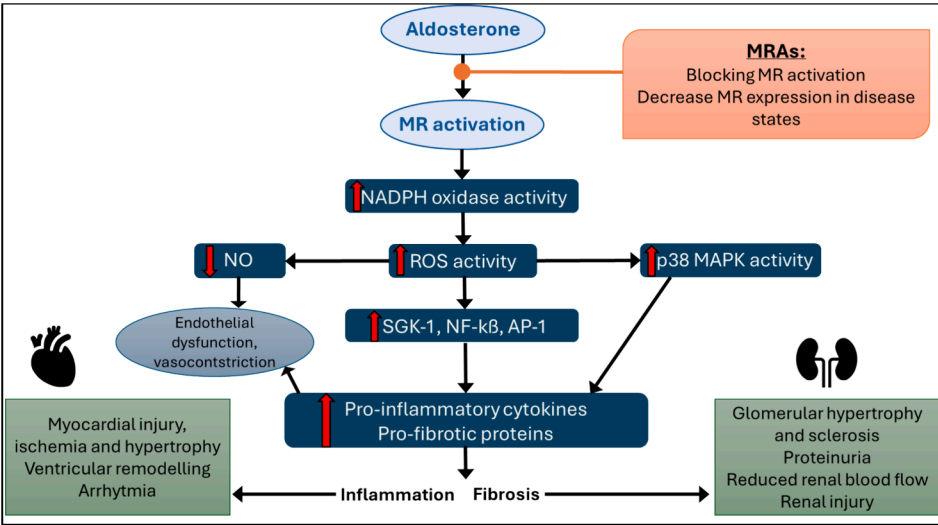 Aldosterone
MRAs:
Blocking MR activation
Decrease MR expression in disease
states
MR activation
NADPH oxidase activity
NO
ROS activity
p38 MAPK activity
SGK-1, NF-kß, AP-1
Endothelial
dysfunction,
vasocontstriction
Pro-inflammatory cytokines
Pro-fibrotic proteins
Myocardial injury,
ischemia and hypertrophy
Ventricular remodelling
Arrhytmia
Glomerular hypertrophy
and sclerosis
Proteinuria
Reduced renal blood flow
Renal injury
Inflammation Fibrosis